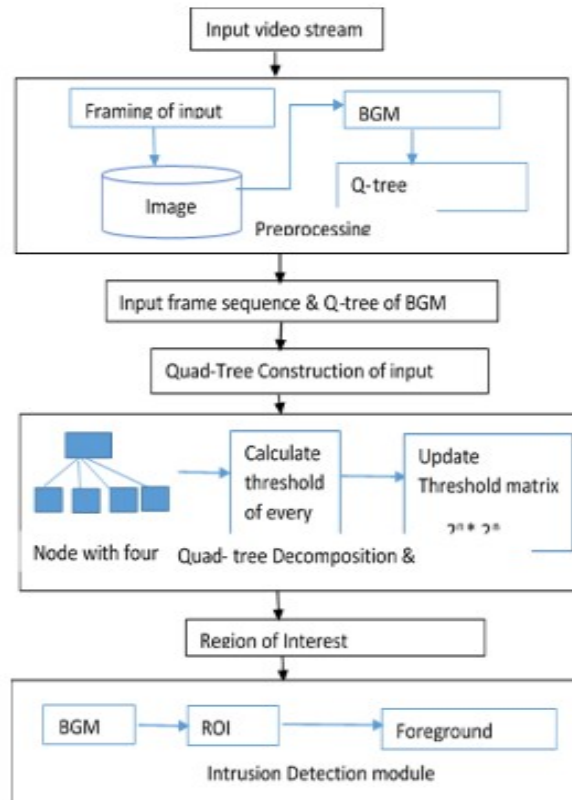 Input video stream
Framing of input
BGM
Image
Q-tree
Preprocessing
Input frame sequence & Q-tree of BGM
Quad-Tree Construction of input
Calculate
threshold
of every
Update
Threshold matrix
2ⁿ * 2ⁿ
Node with four
Quad- tree Decomposition &
Region of Interest
BGM
ROI
Foreground
Intrusion Detection module